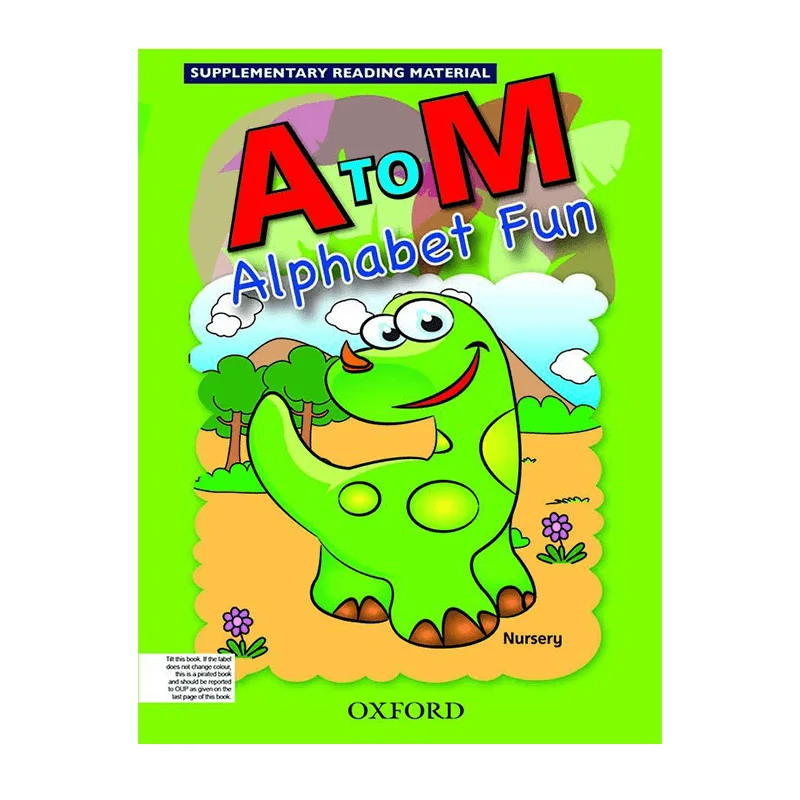 SUPPLEMENTARY READING MATERIAL
A TO M
Alphabet Fun
Nursery
Tilt this book. If the label
does not change colour,
this is a pirated book
and should be reported
to OUP as given on the
last page of this book.
OXFORD